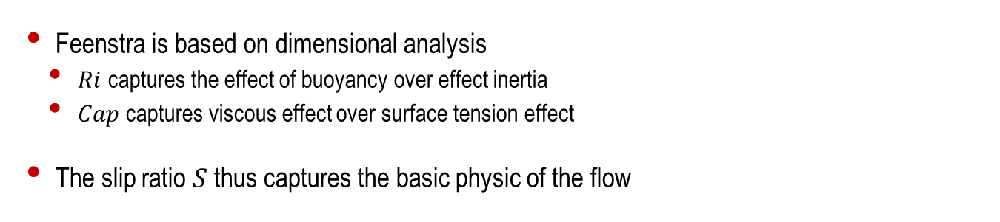 • Feenstra is based on dimensional analysis
• Ri captures the effect of buoyancy over effect inertia
• Cap captures viscous effect over surface tension effect
• The slip ratio S thus captures the basic physic of the flow